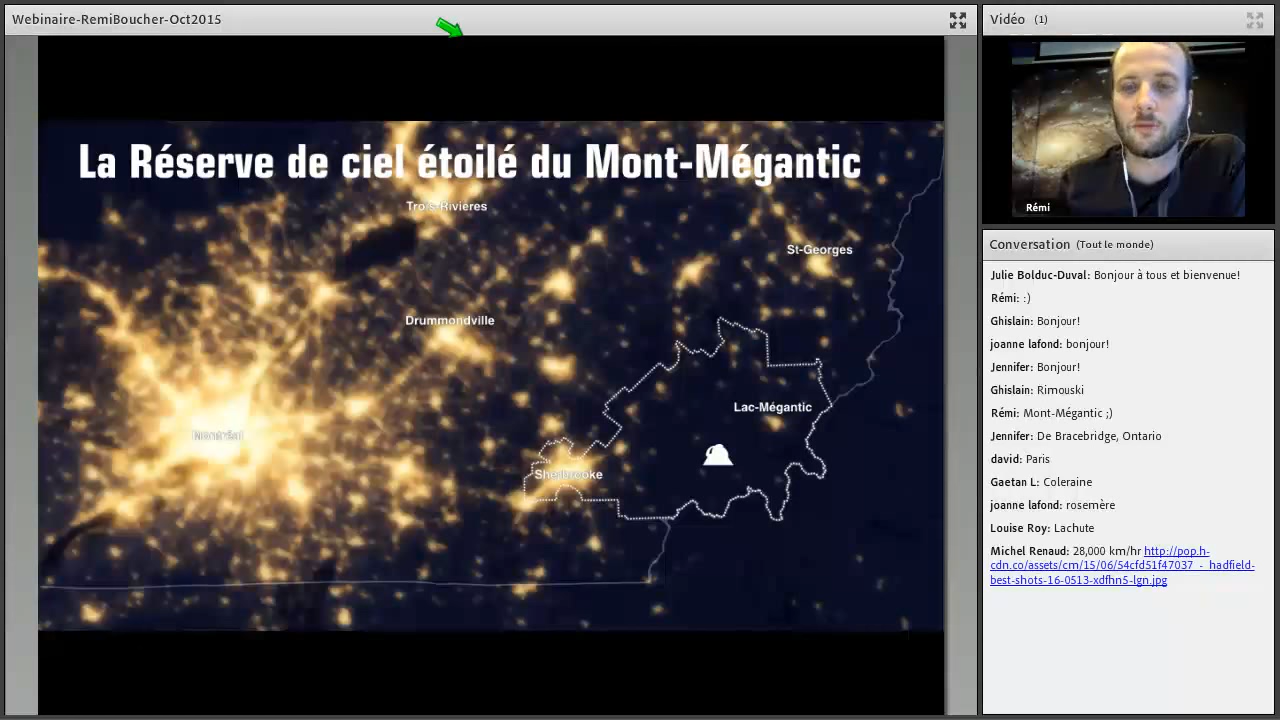 Webinaire-RemiBoucher-Oct2015
La Réserve de ciel étoilé du Mont-Mégantic
Trois-Rivières
St-Georges
Drummondville
Lac-Mégantic
Montréal
Sherbrooke
Vidéo (1)
Rémi
Conversation (Tout le monde)
Julie Bolduc-Duval: Bonjour à tous et bienvenue!
Rémi: :)
Ghislain: Bonjour!
joanne lafond: bonjour!
Jennifer: Bonjour!
Ghislain: Rimouski
Rémi: Mont-Mégantic ;)
Jennifer: De Bracebridge, Ontario
david: Paris
Gaetan L: Coleraine
joanne lafond: rosemère
Louise Roy: Lachute
Michel Renaud: 28,000 km/hr http://pop.h-
cdn.co/assets/cm/15/06/54cfd51f47037_-_hadfield-
best-shots-16-0513-xdfhn5-lgn.jpg